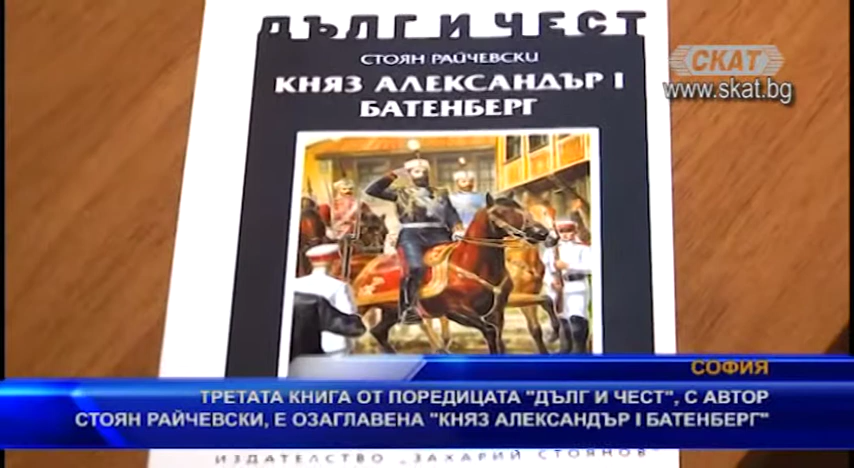 ДЪЛГ И ЧЕСТ
СТОЯН РАЙЧЕВСКИ
КНЯЗ АЛЕКСАНДЪР I
БАТЕНБЕРГ
СКАТ
www.skat.bg
СОФИЯ
ТРЕТАТА КНИГА ОТ ПОРЕДИЦАТА "ДЪЛГ И ЧЕСТ", С АВТОР
СТОЯН РАЙЧЕВСКИ, Е ОЗАГЛАВЕНА "КНЯЗ АЛЕКСАНДЪР I БАТЕНБЕРГ"
ИЗДАТЕЛСТВО „ЗАХАРИЙ СТОЯНОВ"